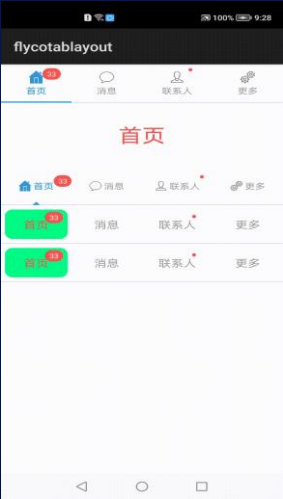 100% 9:28
flycotablayout
33
首页 消息 联系人 更多
首页
首页 33 消息 联系人 更多
首页 33 消息 联系人 更多
首页 33 消息 联系人 更多